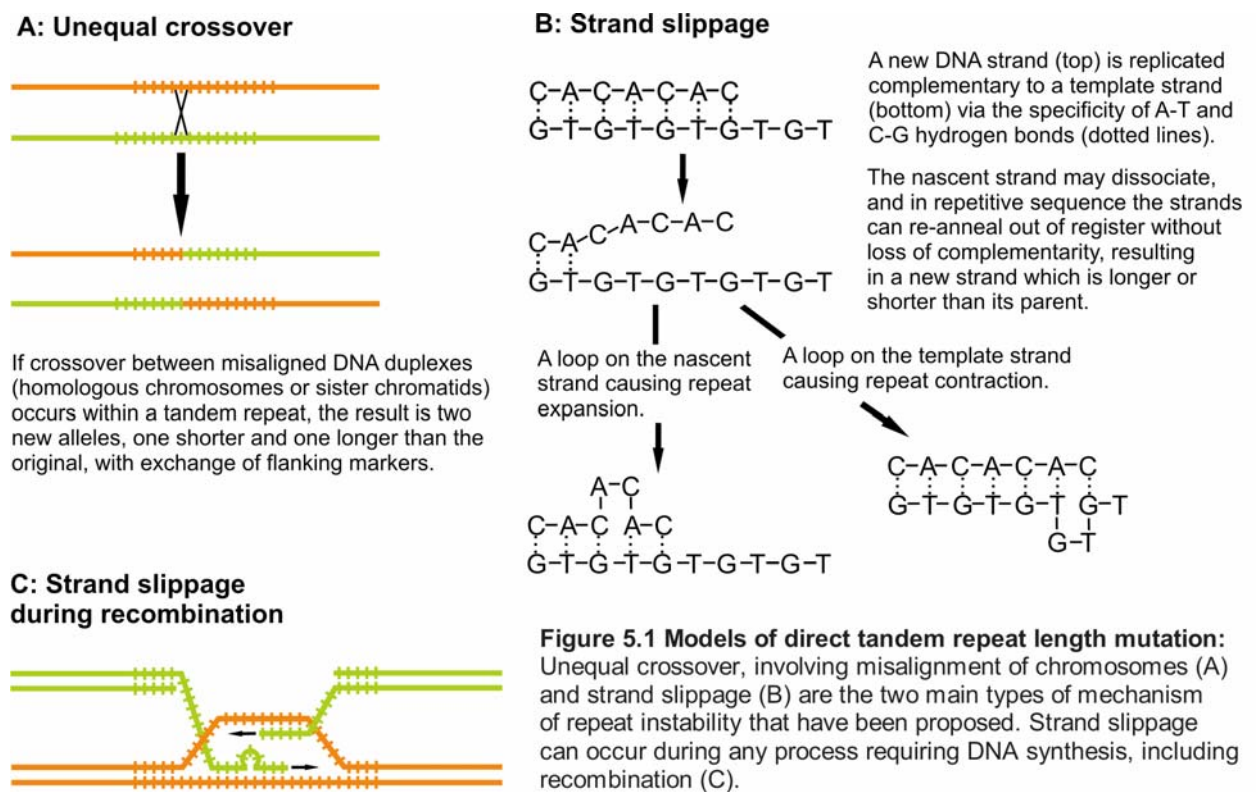 A: Unequal crossover
If crossover between misaligned DNA duplexes
(homologous chromosomes or sister chromatids)
occurs within a tandem repeat, the result is two
new alleles, one shorter and one longer than the
original, with exchange of flanking markers.
B: Strand slippage
C-A-C-A-C-A-C
G-T-G-T-G-T-G-T-G-T
A new DNA strand (top) is replicated
complementary to a template strand
(bottom) via the specificity of A-T and
C-G hydrogen bonds (dotted lines).
The nascent strand may dissociate,
and in repetitive sequence the strands
can re-anneal out of register without
loss of complementarity, resulting
in a new strand which is longer or
shorter than its parent.
C-A-C-A-C-A-C
G-T-G-T-G-T-G-T-G-T
A loop on the nascent
strand causing repeat
expansion.
A loop on the template strand
causing repeat contraction.
A-C
C-A-C A-C
G-T-G-T-G-T-G-T-G-T
C-A-C-A-C-A-C
G-T-G-T-G-T G-T
G-T
C: Strand slippage
during recombination
Figure 5.1 Models of direct tandem repeat length mutation:
Unequal crossover, involving misalignment of chromosomes (A)
and strand slippage (B) are the two main types of mechanism
of repeat instability that have been proposed. Strand slippage
can occur during any process requiring DNA synthesis, including
recombination (C).